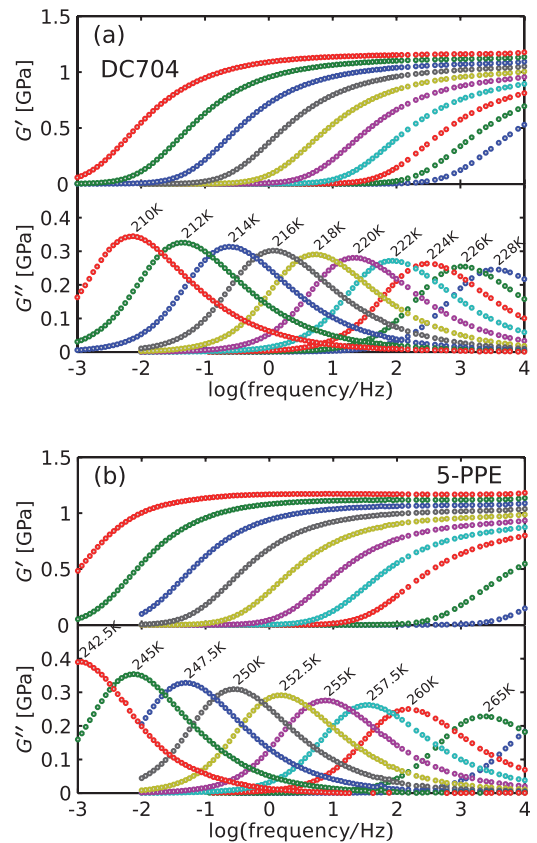 (a)
DC704
1.5
1
0.5
0
G′ [GPa]
210K
212K
214K
216K
218K
220K
222K
224K
226K
228K
0.4
0.3
0.2
0.1
0
G″ [GPa]
-3 -2 -1 0 1 2 3 4
log(frequency/Hz)
(b)
5-PPE
1.5
1
0.5
0
G′ [GPa]
242.5K
245K
247.5K
250K
252.5K
255K
257.5K
260K
265K
0.4
0.3
0.2
0.1
0
G″ [GPa]
-3 -2 -1 0 1 2 3 4
log(frequency/Hz)